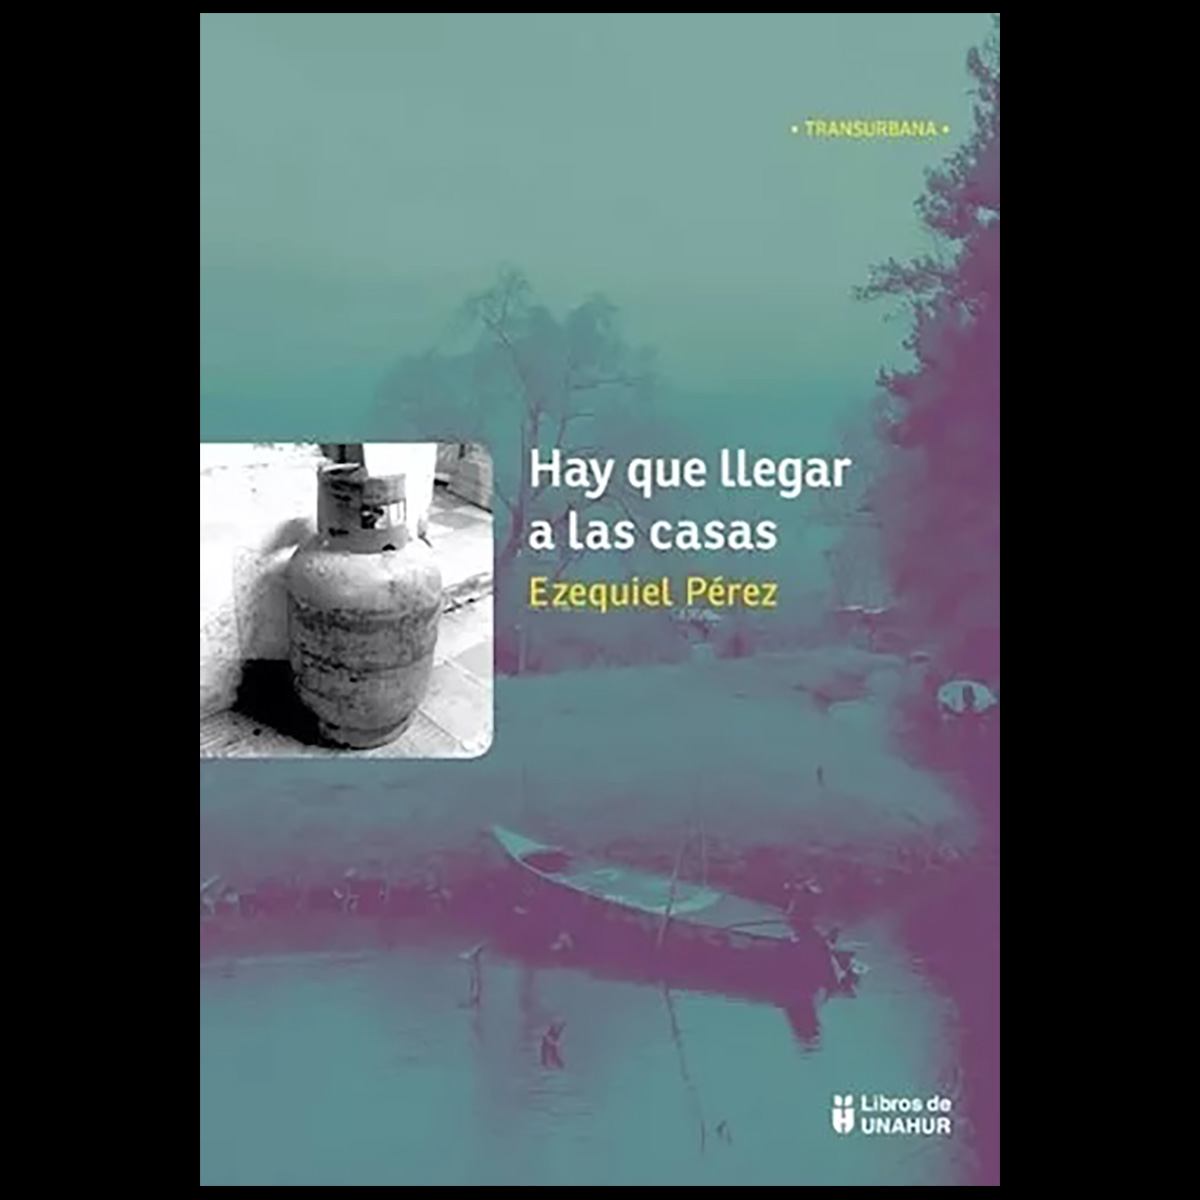 • TRANSURBANA •
Hay que llegar
a las casas
Ezequiel Pérez
Libros de
UNAHUR